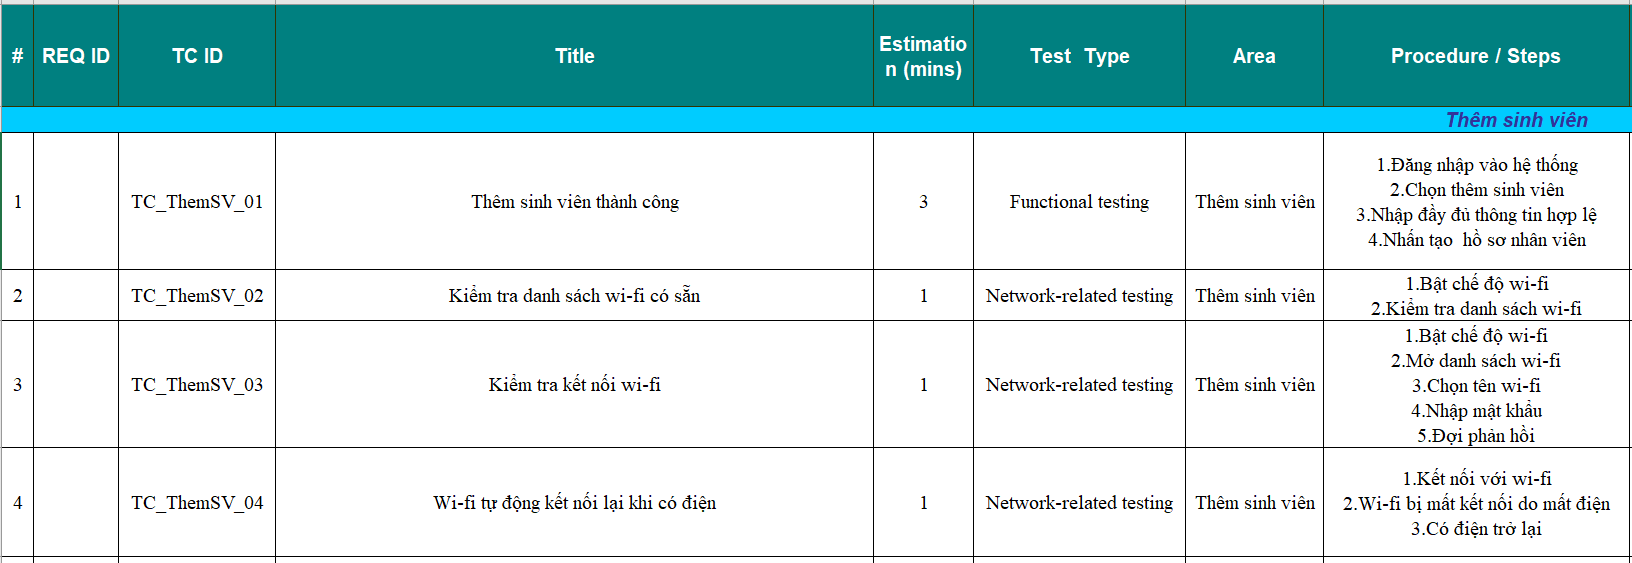 # REQ ID TC ID Title Estimatio n (mins) Test Type Area Procedure / Steps
Thêm sinh viên
1 TC_ThemSV_01 Thêm sinh viên thành công 3 Functional testing Thêm sinh viên
1.Đăng nhập vào hệ thống
2.Chọn thêm sinh viên
3.Nhập đầy đủ thông tin hợp lệ
4.Nhấn tạo hồ sơ nhân viên
2 TC_ThemSV_02 Kiểm tra danh sách wi-fi có sẵn 1 Network-related testing Thêm sinh viên
1.Bật chế độ wi-fi
2.Kiểm tra danh sách wi-fi
3 TC_ThemSV_03 Kiểm tra kết nối wi-fi 1 Network-related testing Thêm sinh viên
1.Bật chế độ wi-fi
2.Mở danh sách wi-fi
3.Chọn tên wi-fi
4.Nhập mật khẩu
5.Đợi phản hồi
4 TC_ThemSV_04 Wi-fi tự động kết nối lại khi có điện 1 Network-related testing Thêm sinh viên
1.Kết nối với wi-fi
2.Wi-fi bị mất kết nối do mất điện
3.Có điện trở lại